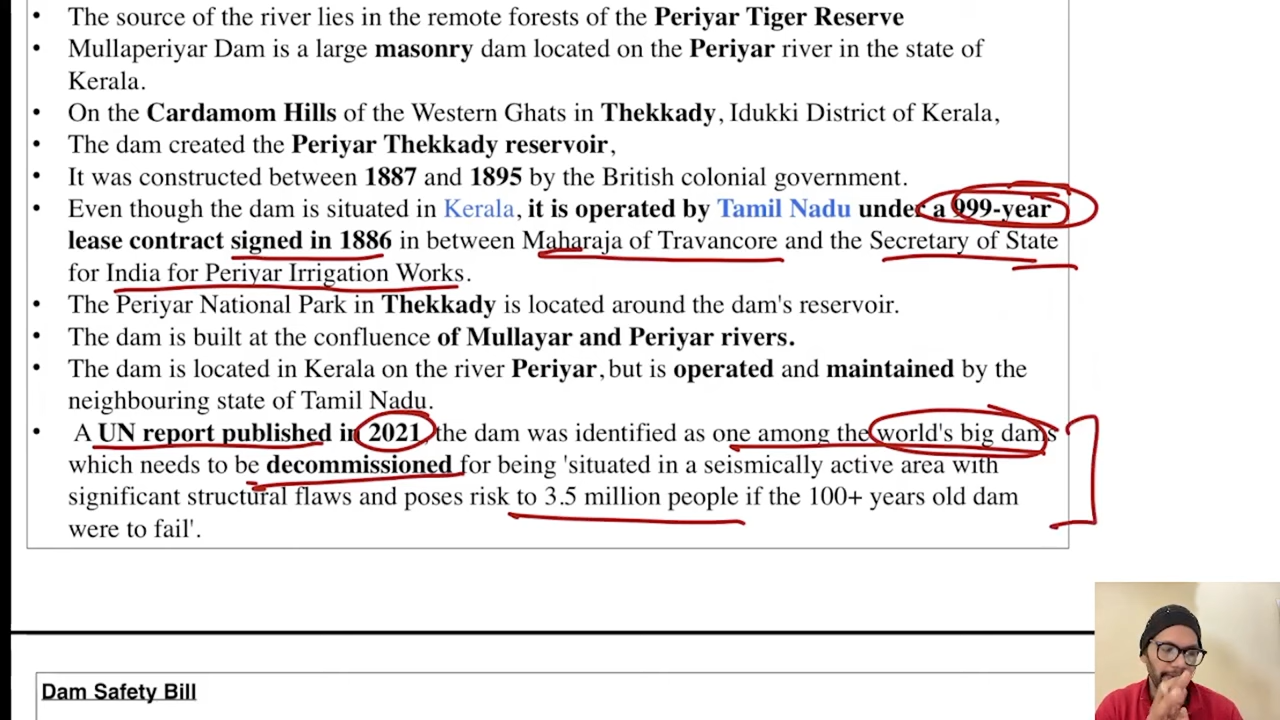 • The source of the river lies in the remote forests of the Periyar Tiger Reserve
• Mullaperiyar Dam is a large masonry dam located on the Periyar river in the state of
Kerala.
• On the Cardamom Hills of the Western Ghats in Thekkady, Idukki District of Kerala,
• The dam created the Periyar Thekkady reservoir,
• It was constructed between 1887 and 1895 by the British colonial government.
• Even though the dam is situated in Kerala, it is operated by Tamil Nadu under a 999-year
lease contract signed in 1886 in between Maharaja of Travancore and the Secretary of State
for India for Periyar Irrigation Works.
• The Periyar National Park in Thekkady is located around the dam's reservoir.
• The dam is built at the confluence of Mullayar and Periyar rivers.
• The dam is located in Kerala on the river Periyar, but is operated and maintained by the
neighbouring state of Tamil Nadu.
• A UN report published in 2021, the dam was identified as one among the world's big dams
which needs to be decommissioned for being 'situated in a seismically active area with
significant structural flaws and poses risk to 3.5 million people if the 100+ years old dam
were to fail'.
Dam Safety Bill